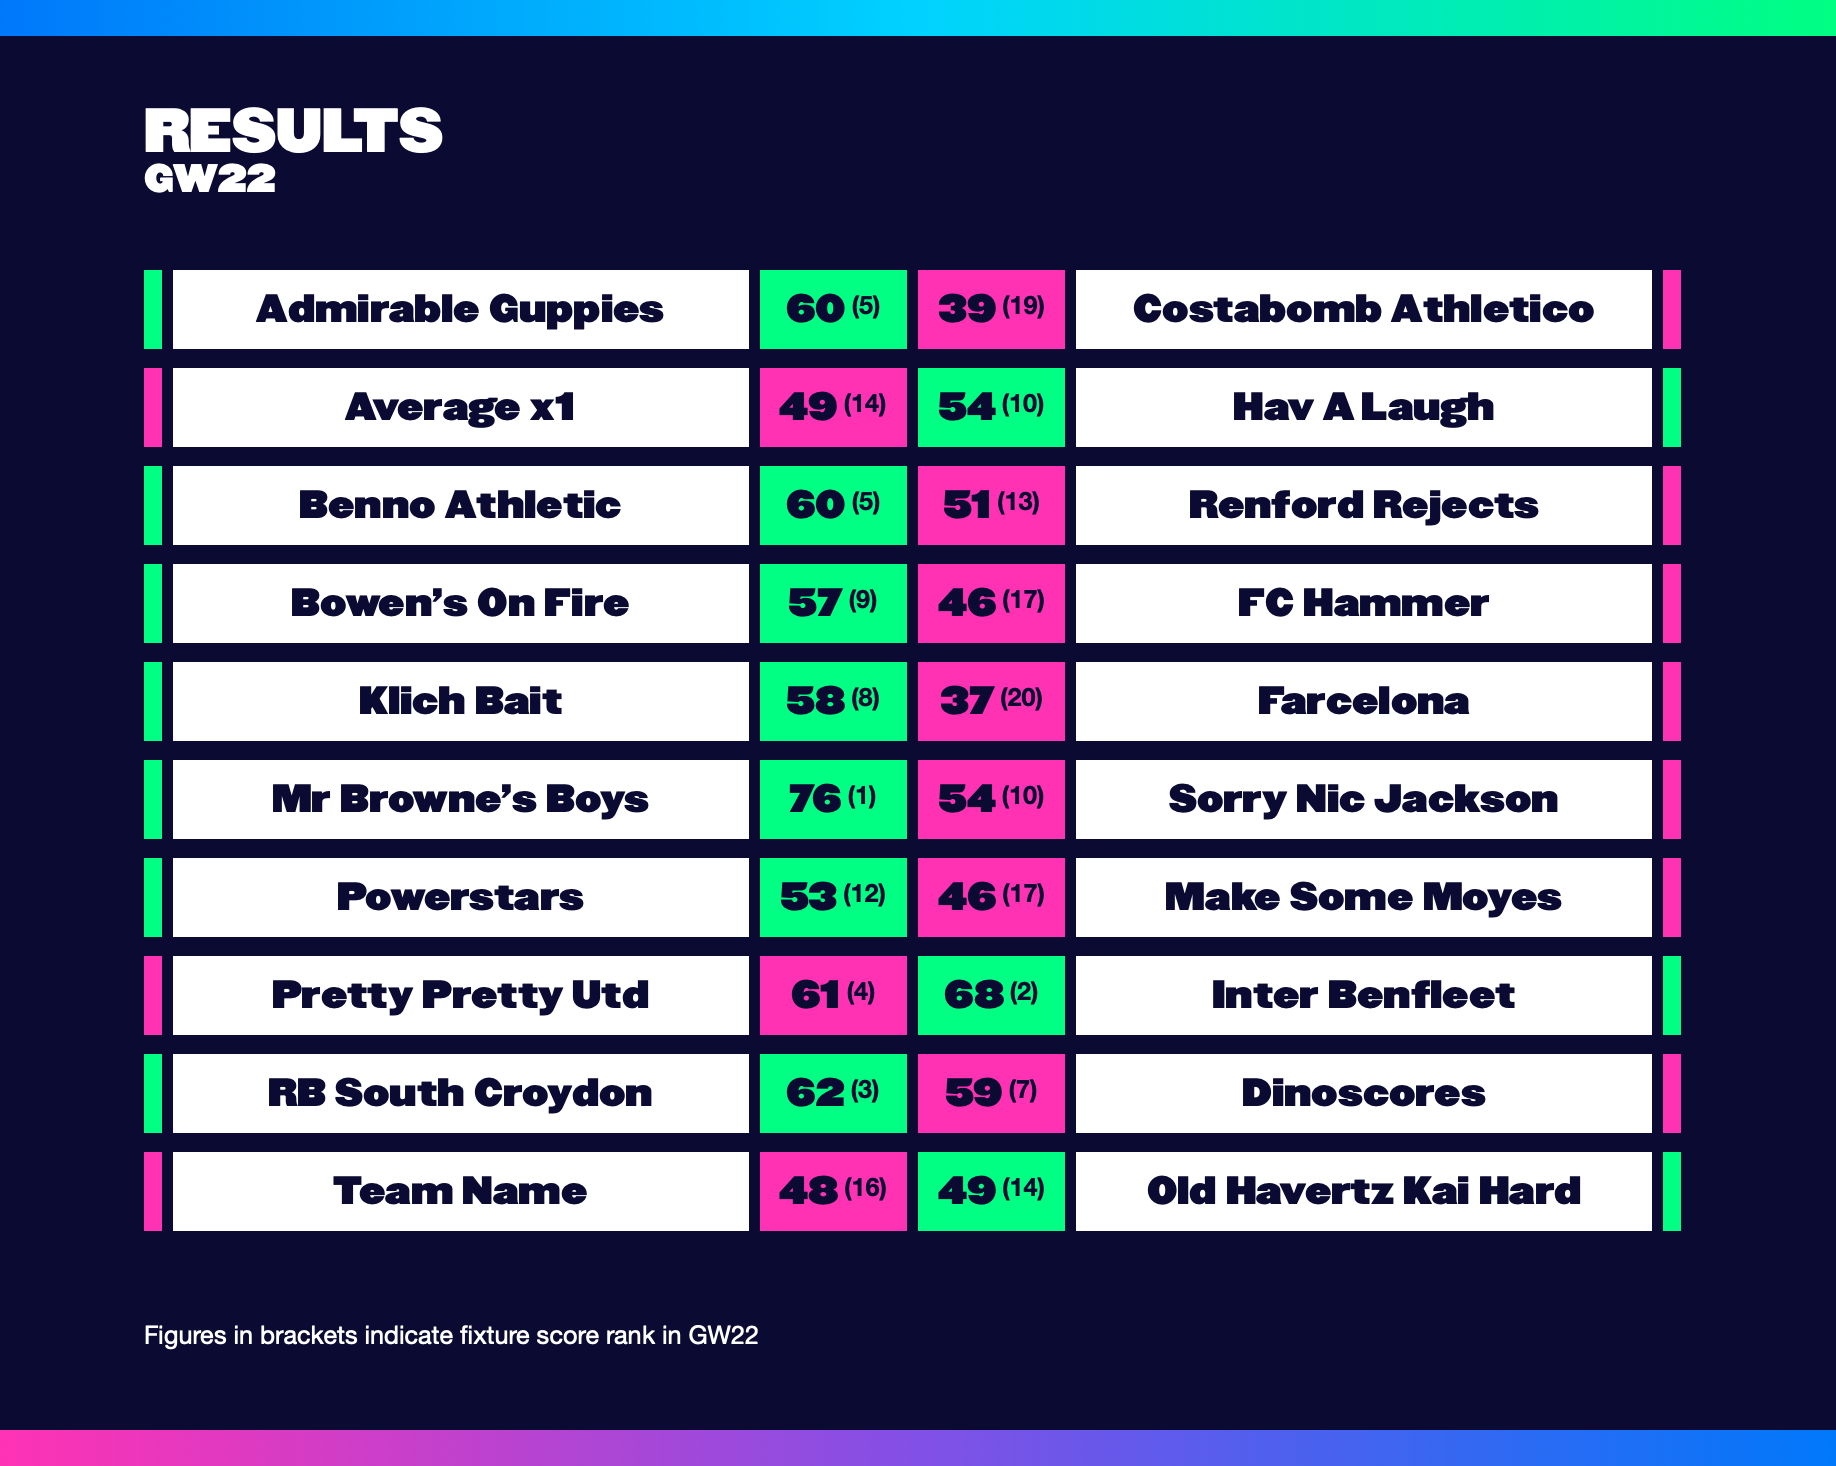 RESULTS
GW22
Admirable Guppies 60 (5) 39 (19) Costabomb Athletico
Average x1 49 (14) 54 (10) Hav A Laugh
Benno Athletic 60 (5) 51 (13) Renford Rejects
Bowen’s On Fire 57 (9) 46 (17) FC Hammer
Klich Bait 58 (8) 37 (20) Farcelona
Mr Browne’s Boys 76 (1) 54 (10) Sorry Nic Jackson
Powerstars 53 (12) 46 (17) Make Some Moyes
Pretty Pretty Utd 61 (4) 68 (2) Inter Benfleet
RB South Croydon 62 (3) 59 (7) Dinoscores
Team Name 48 (16) 49 (14) Old Havertz Kai Hard
Figures in brackets indicate fixture score rank in GW22